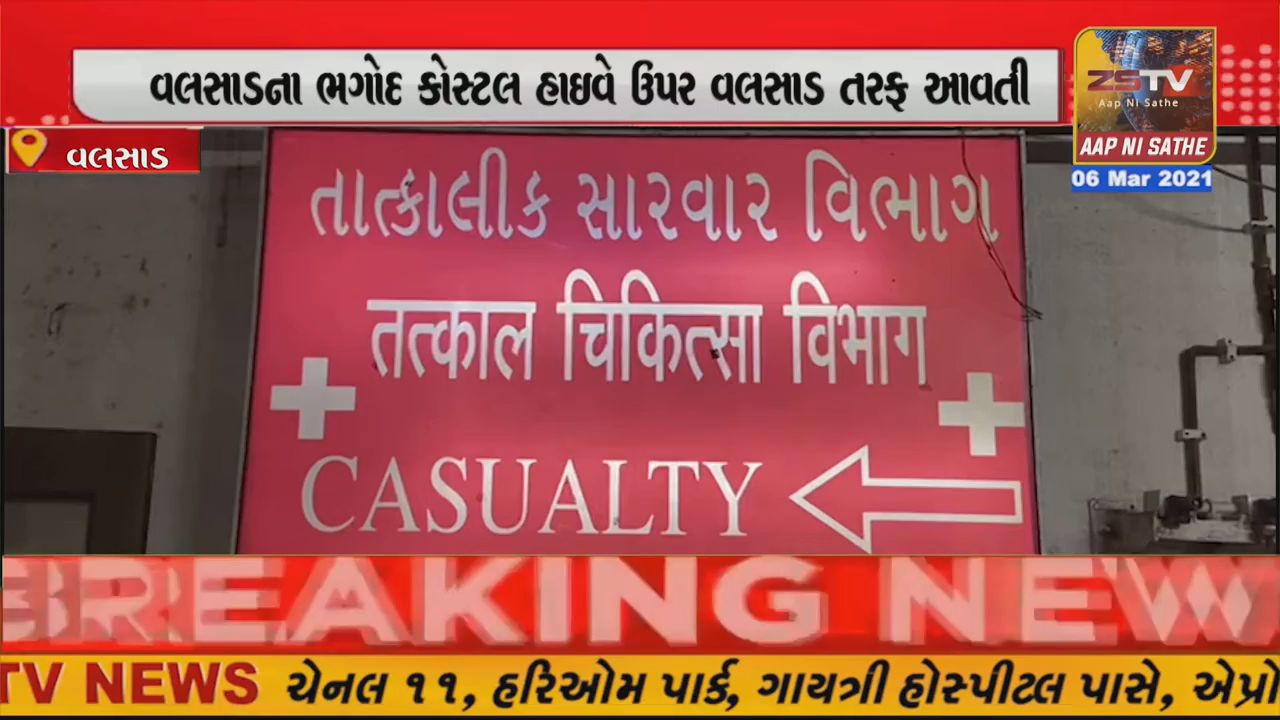 વલસાડના ભગોદ કોસ્ટલ હાઇવે ઉપર વલસાડ તરફ આવતી
ZSTV
Aap Ni Sathe
AAP NI SATHE
06 Mar 2021
વલસાડ
તાત્કાલીક સારવાર વિભાગ
तत्काल चिकित्सा विभाग
CASUALTY
BREAKING NEW
TV NEWS ચેનલ ૧૧, હરિઓમ પાર્ક, ગાયત્રી હોસ્પીટલ પાસે, એપ્રો